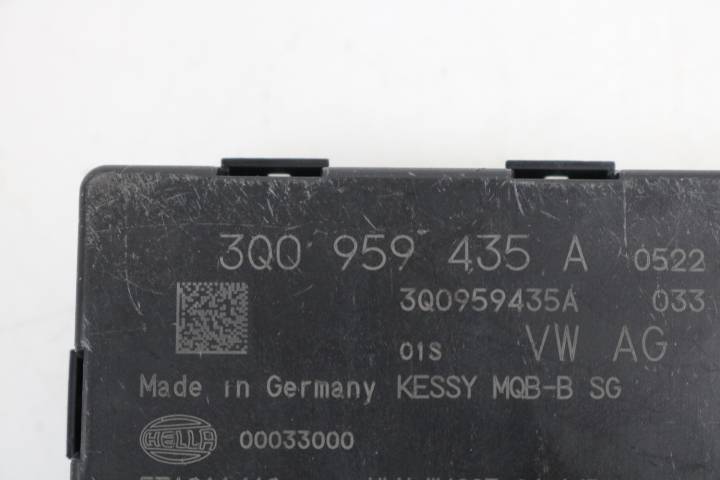 3Q0 959 435 A 0522
3Q0959435A 033
01S VW AG
Made in Germany KESSY MQB-B SG
HELLA 00033000